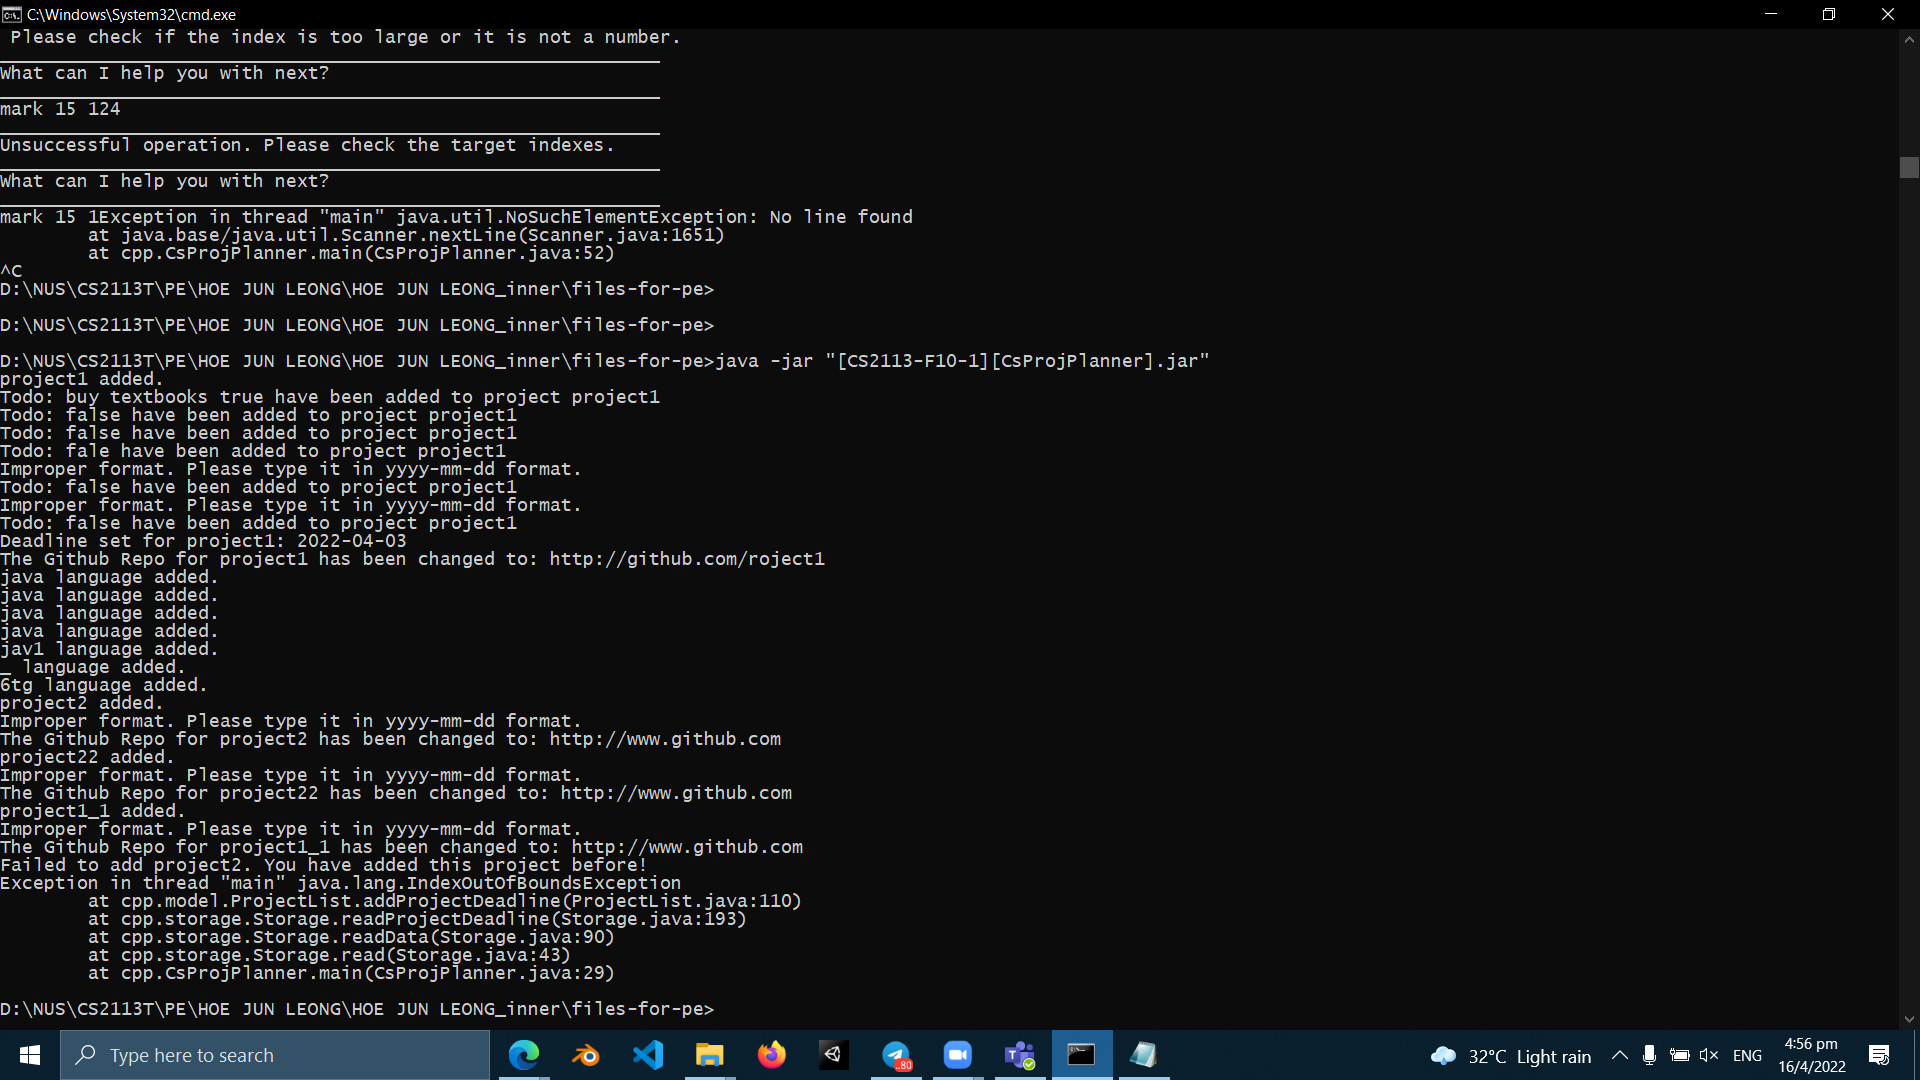 C:\Windows\System32\cmd.exe
Please check if the index is too large or it is not a number.
What can I help you with next?
mark 15 124
Unsuccessful operation. Please check the target indexes.
What can I help you with next?
mark 15 1Exception in thread "main" java.util.NoSuchElementException: No line found
at java.base/java.util.Scanner.nextLine(Scanner.java:1651)
at cpp.CsProjPlanner.main(CsProjPlanner.java:52)
^C
D:\NUS\CS2113T\PE\HOE JUN LEONG\HOE JUN LEONG_inner\files-for-pe>
D:\NUS\CS2113T\PE\HOE JUN LEONG\HOE JUN LEONG_inner\files-for-pe>
D:\NUS\CS2113T\PE\HOE JUN LEONG\HOE JUN LEONG_inner\files-for-pe>java -jar "[CS2113-F10-1][CsProjPlanner].jar"
project1 added.
Todo: buy textbooks true have been added to project project1
Todo: false have been added to project project1
Todo: false have been added to project project1
Todo: fale have been added to project project1
Improper format. Please type it in yyyy-mm-dd format.
Todo: false have been added to project project1
Improper format. Please type it in yyyy-mm-dd format.
Todo: false have been added to project project1
Deadline set for project1: 2022-04-03
The Github Repo for project1 has been changed to: http://github.com/roject1
java language added.
java language added.
java language added.
java language added.
jav1 language added.
_ language added.
6tg language added.
project2 added.
Improper format. Please type it in yyyy-mm-dd format.
The Github Repo for project2 has been changed to: http://www.github.com
project22 added.
Improper format. Please type it in yyyy-mm-dd format.
The Github Repo for project22 has been changed to: http://www.github.com
project1_1 added.
Improper format. Please type it in yyyy-mm-dd format.
The Github Repo for project1_1 has been changed to: http://www.github.com
Failed to add project2. You have added this project before!
Exception in thread "main" java.lang.IndexOutOfBoundsException
at cpp.model.ProjectList.addProjectDeadline(ProjectList.java:110)
at cpp.storage.Storage.readProjectDeadline(Storage.java:193)
at cpp.storage.Storage.readData(Storage.java:90)
at cpp.storage.Storage.read(Storage.java:43)
at cpp.CsProjPlanner.main(CsProjPlanner.java:29)
D:\NUS\CS2113T\PE\HOE JUN LEONG\HOE JUN LEONG_inner\files-for-pe>
Type here to search
80
32°C Light rain
ENG
4:56 pm
16/4/2022